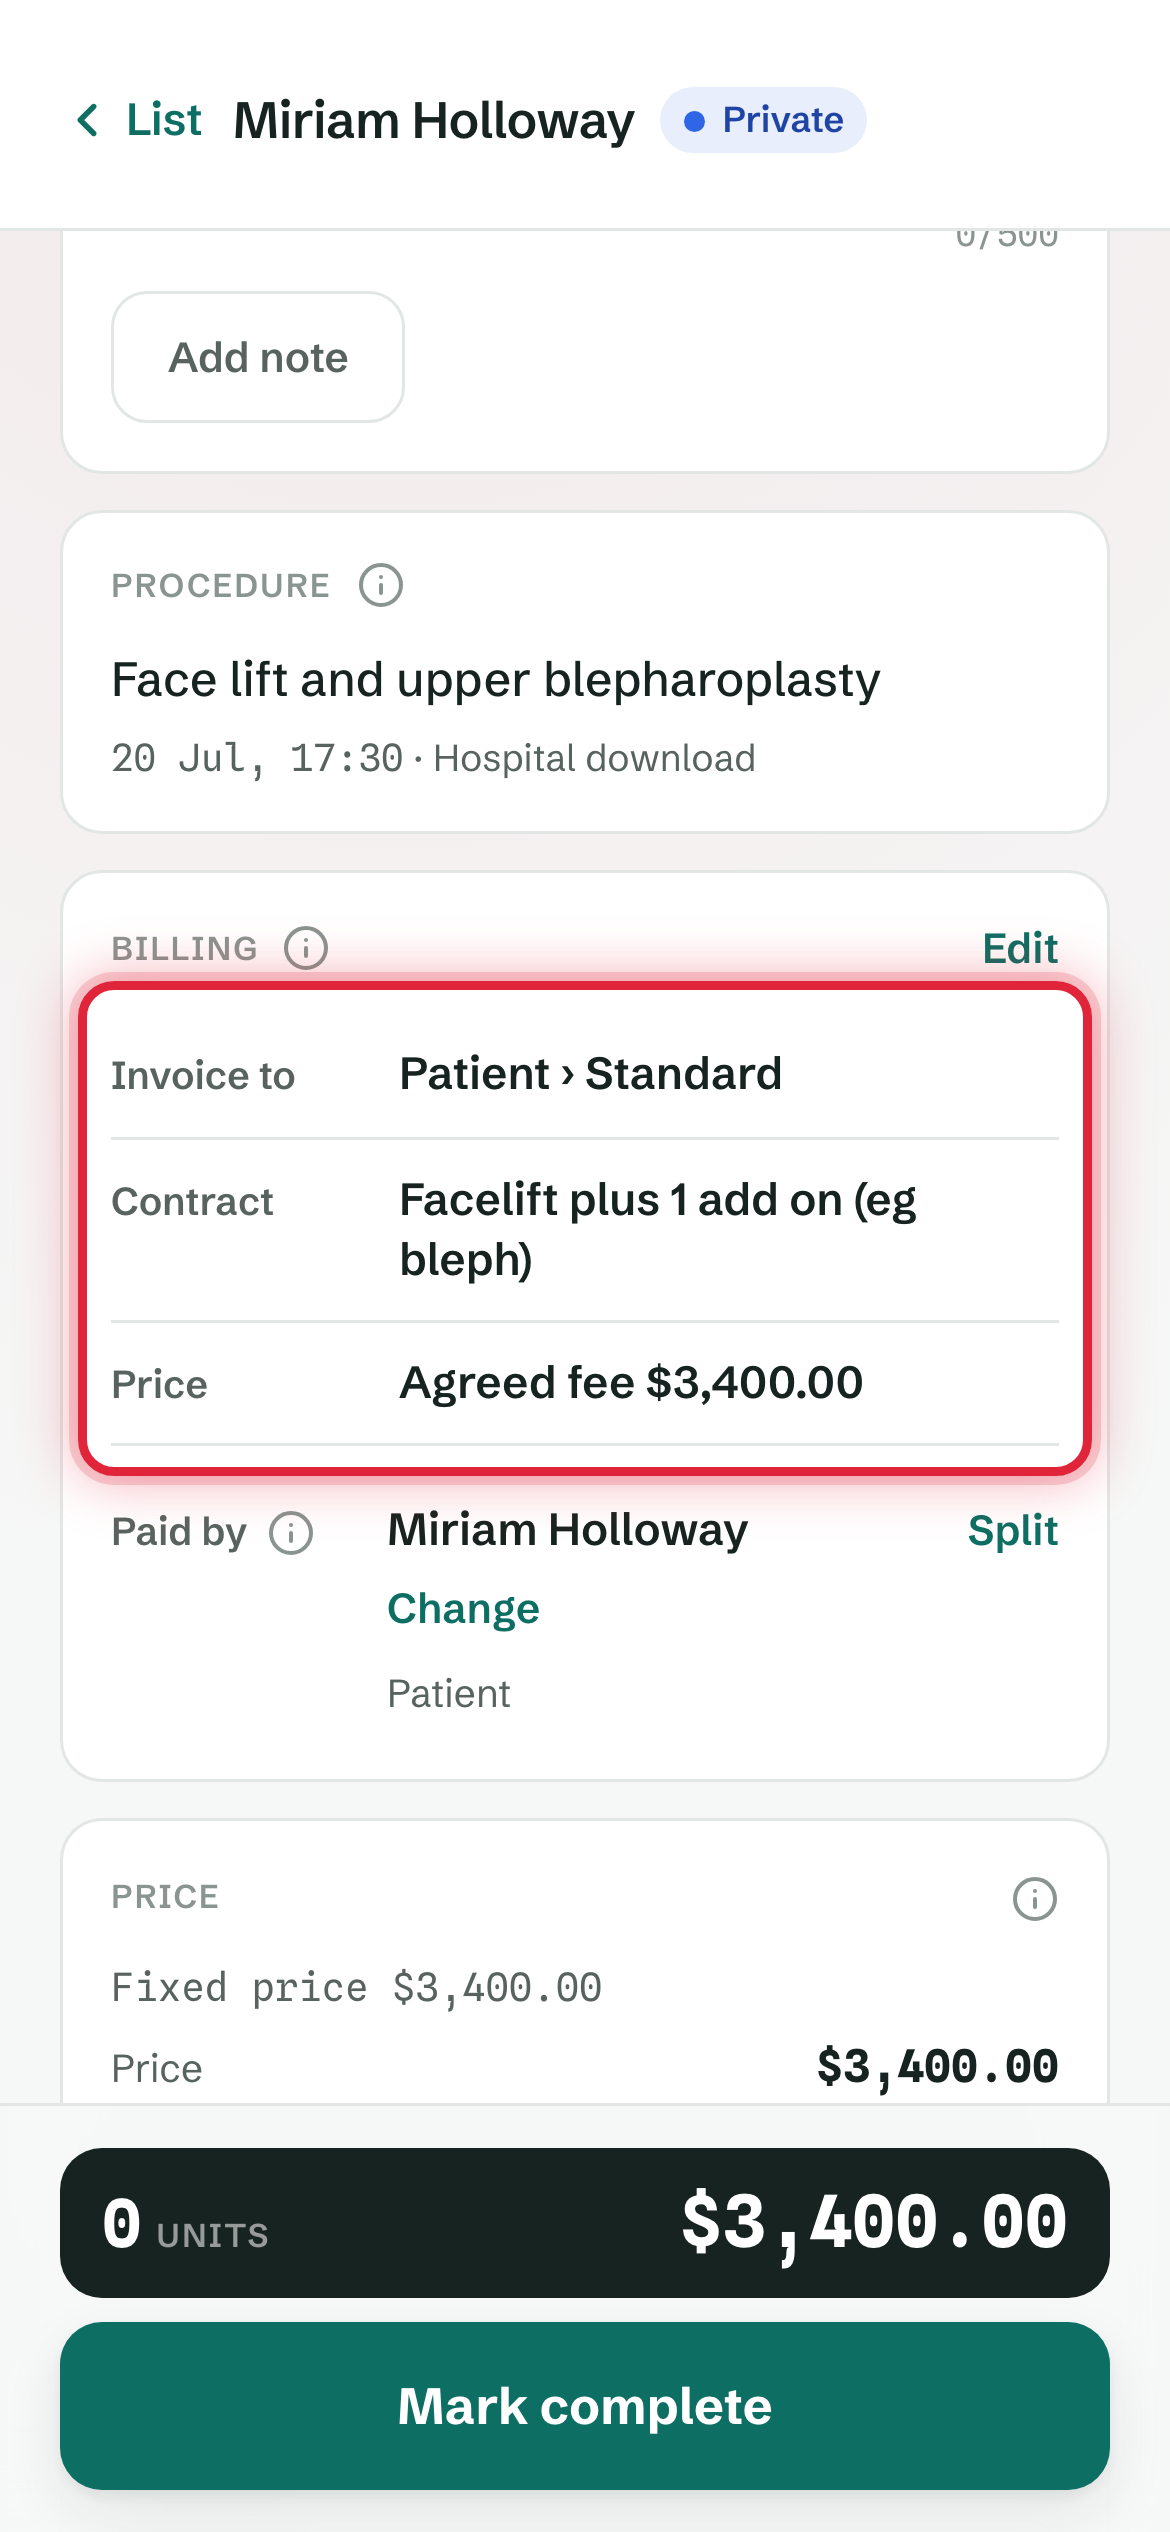 List Miriam Holloway Private
0/500
Add note
PROCEDURE
Face lift and upper blepharoplasty
20 Jul, 17:30 · Hospital download
BILLING Edit
Invoice to Patient › Standard
Contract Facelift plus 1 add on (eg
bleph)
Price Agreed fee $3,400.00
Paid by Miriam Holloway Split
Change
Patient
PRICE
Fixed price $3,400.00
Price $3,400.00
0 UNITS $3,400.00
Mark complete